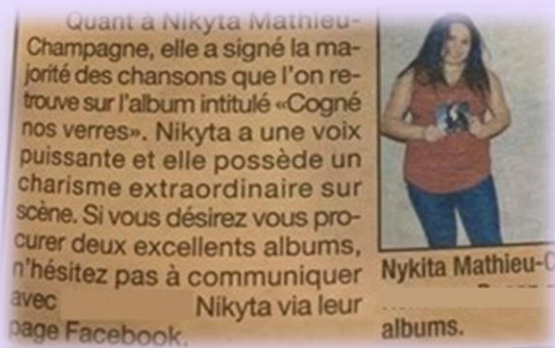 Quant à Nikyta Mathieu-
Champagne, elle a signé la ma-
jorité des chansons que l'on re-
trouve sur l'album intitulé «Cogné
nos verres». Nikyta a une voix
puissante et elle possède un
charisme extraordinaire sur
scène. Si vous désirez vous pro-
curer deux excellents albums,
n'hésitez pas à communiquer
avec Nikyta via leur
page Facebook.
Nykita Mathieu-C
albums.